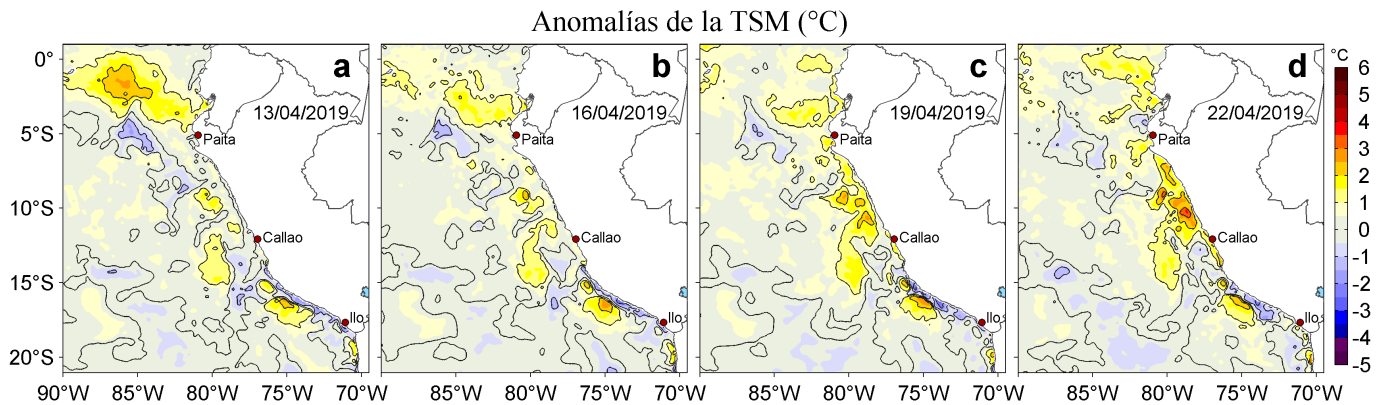 Anomalías de la TSM (°C)
a
13/04/2019
Paita
Callao
Ilo
b
16/04/2019
Paita
Callao
Ilo
c
19/04/2019
Paita
Callao
Ilo
d
22/04/2019
Paita
Callao
Ilo
0°
5°S
10°S
15°S
20°S
90°W 85°W 80°W 75°W 70°W
85°W 80°W 75°W 70°W
85°W 80°W 75°W 70°W
85°W 80°W 75°W 70°W
°C
6
5
4
3
2
1
0
-1
-2
-3
-4
-5